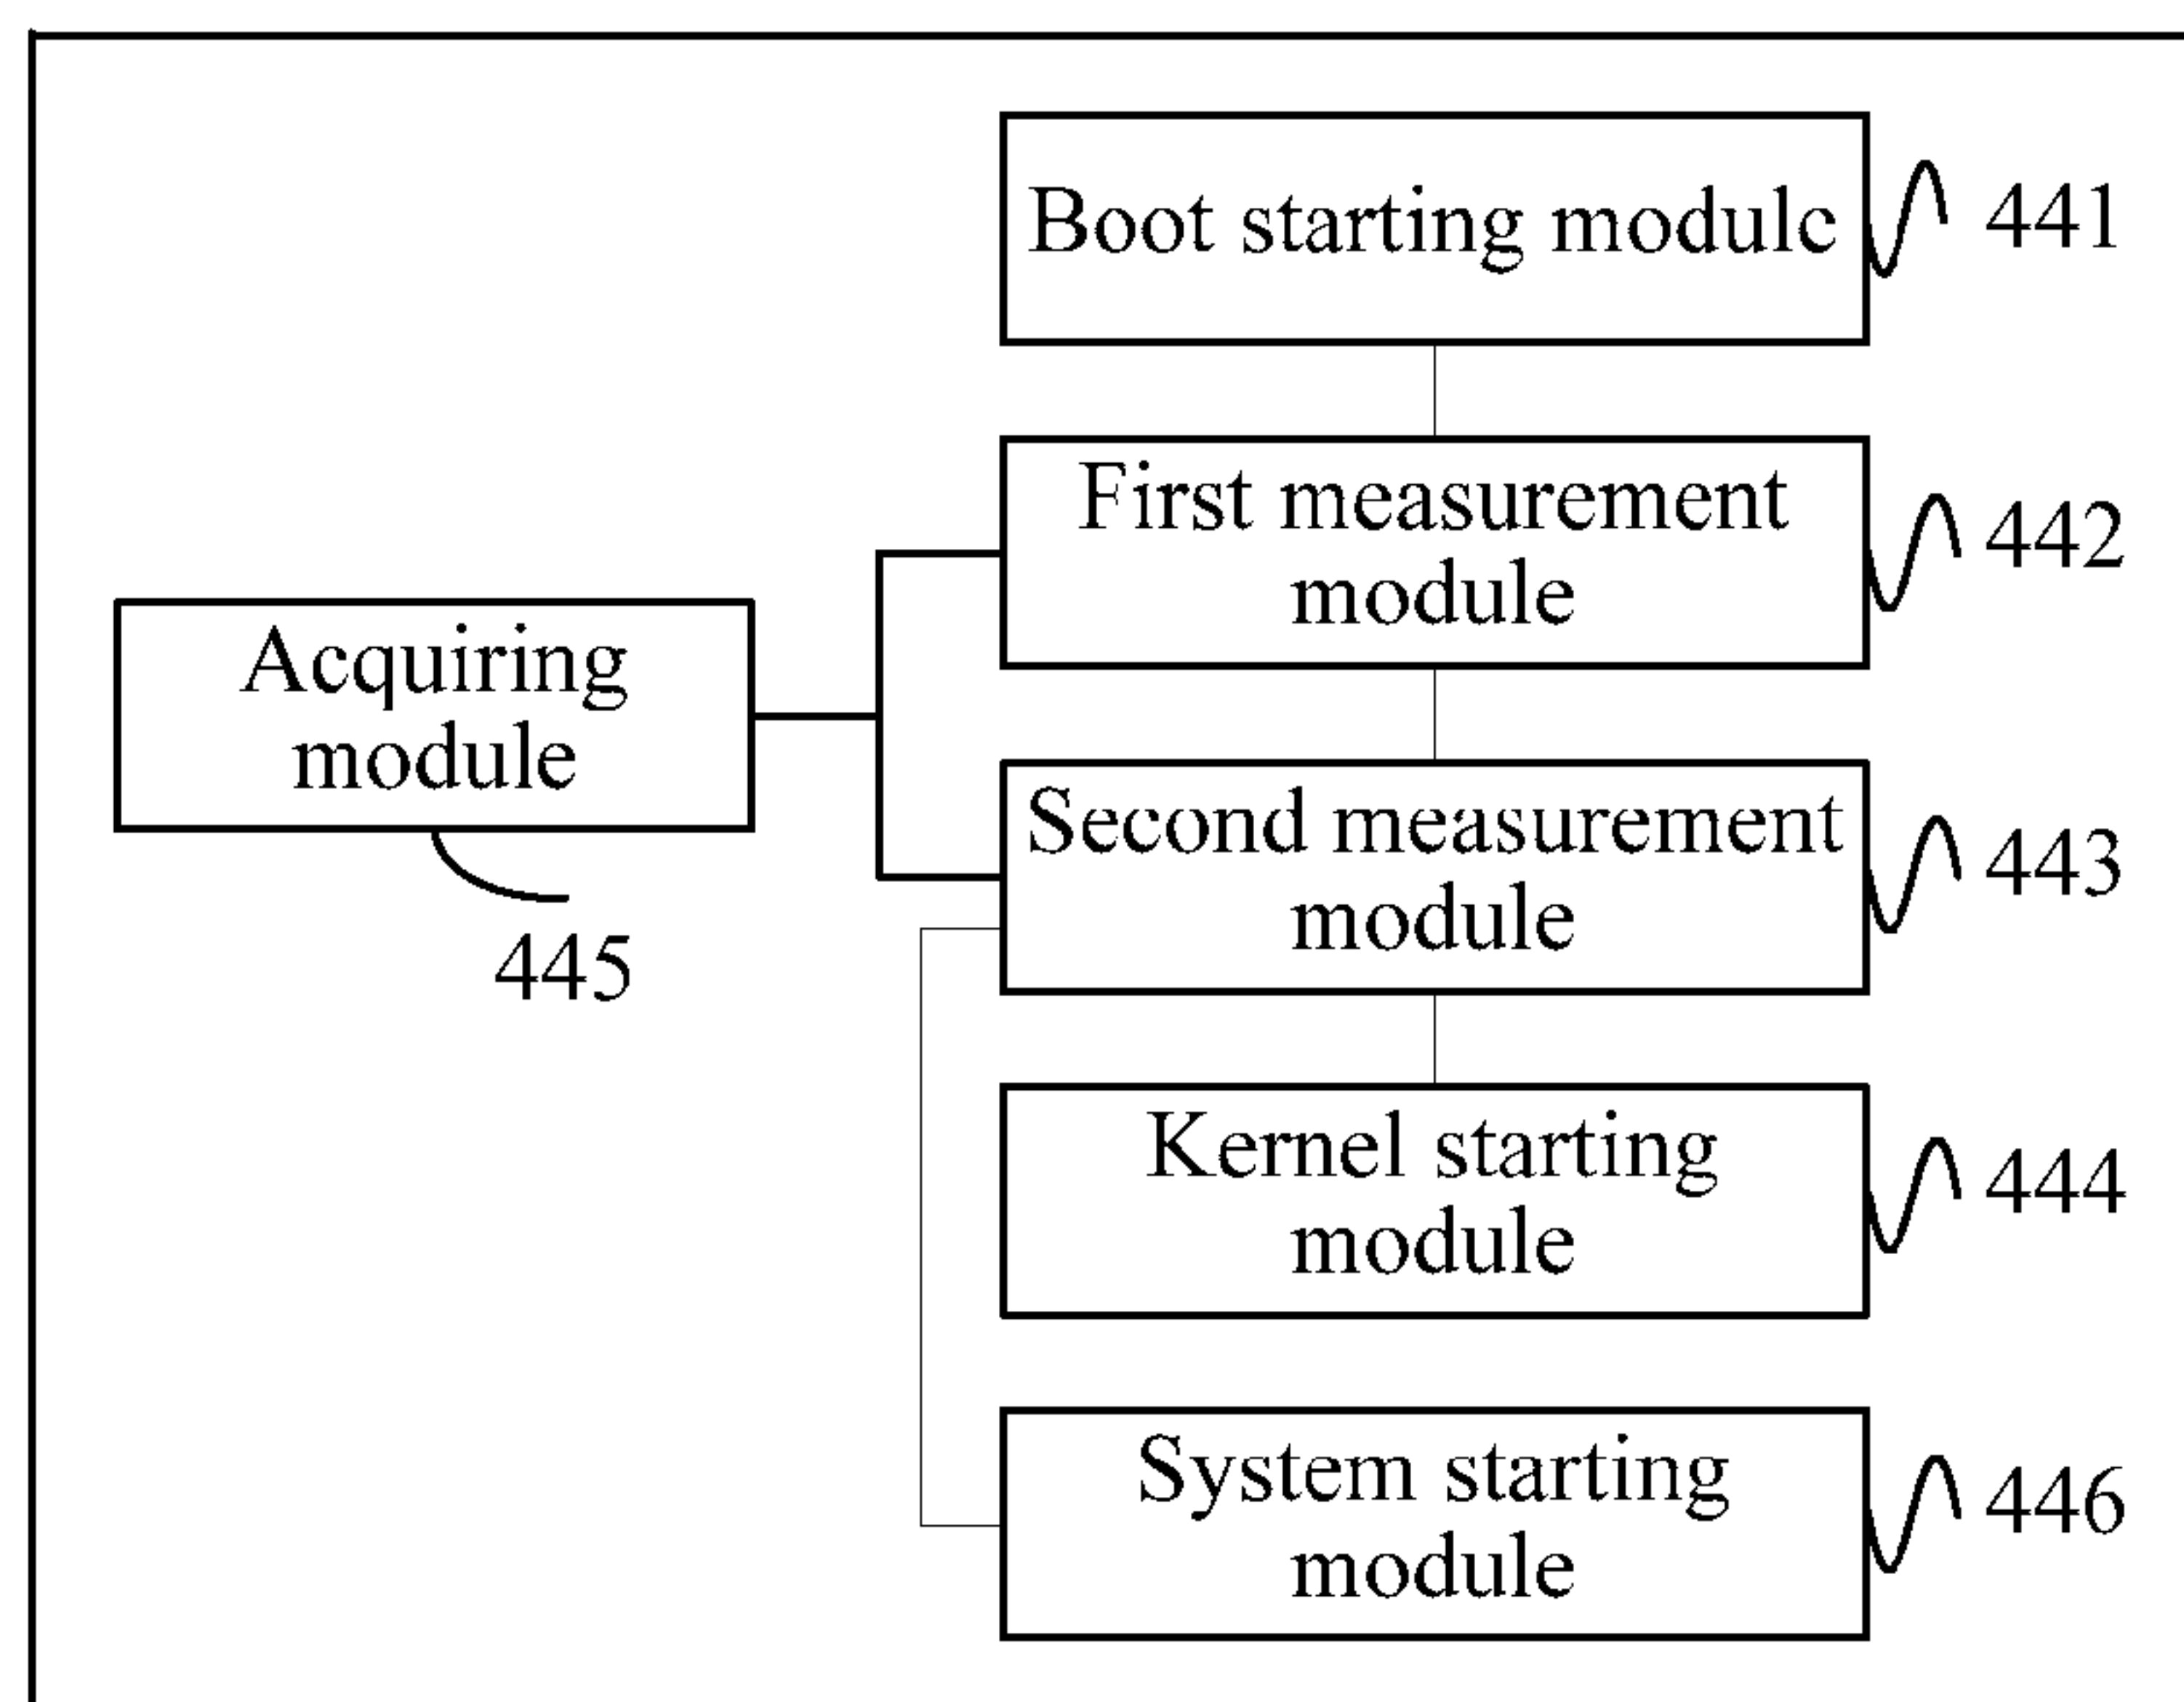 Boot starting module
441
First measurement
module
442
Acquiring
module
445
Second measurement
module
443
Kernel starting
module
444
System starting
module
446